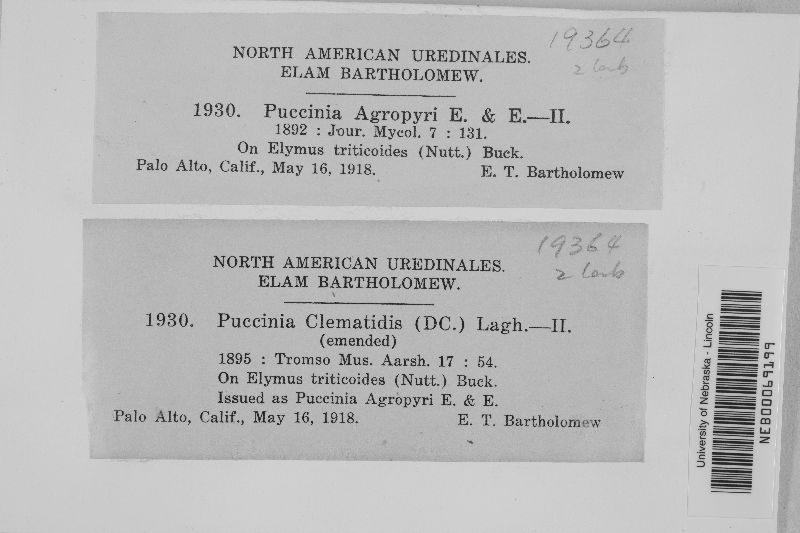 19364
NORTH AMERICAN UREDINALES.
ELAM BARTHOLOMEW.
1930. Puccinia Agropyri E. & E.—II.
1892 : Jour. Mycol. 7 : 131.
On Elymus triticoides (Nutt.) Buck.
Palo Alto, Calif., May 16, 1918. E. T. Bartholomew
19364
2
NORTH AMERICAN UREDINALES.
ELAM BARTHOLOMEW.
1930. Puccinia Clematidis (DC.) Lagh.—II.
(emended)
1895 : Tromso Mus. Aarsh. 17 : 54.
On Elymus triticoides (Nutt.) Buck.
Issued as Puccinia Agropyri E. & E.
Palo Alto, Calif., May 16, 1918. E. T. Bartholomew
University of Nebraska - Lincoln
NEB00069199